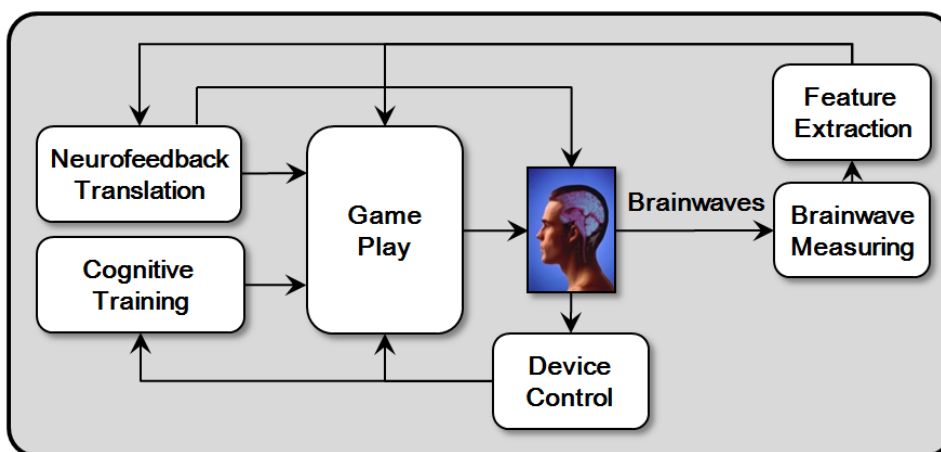 Neurofeedback
Translation
Cognitive
Training
Game
Play
Brainwaves
Device
Control
Feature
Extraction
Brainwave
Measuring